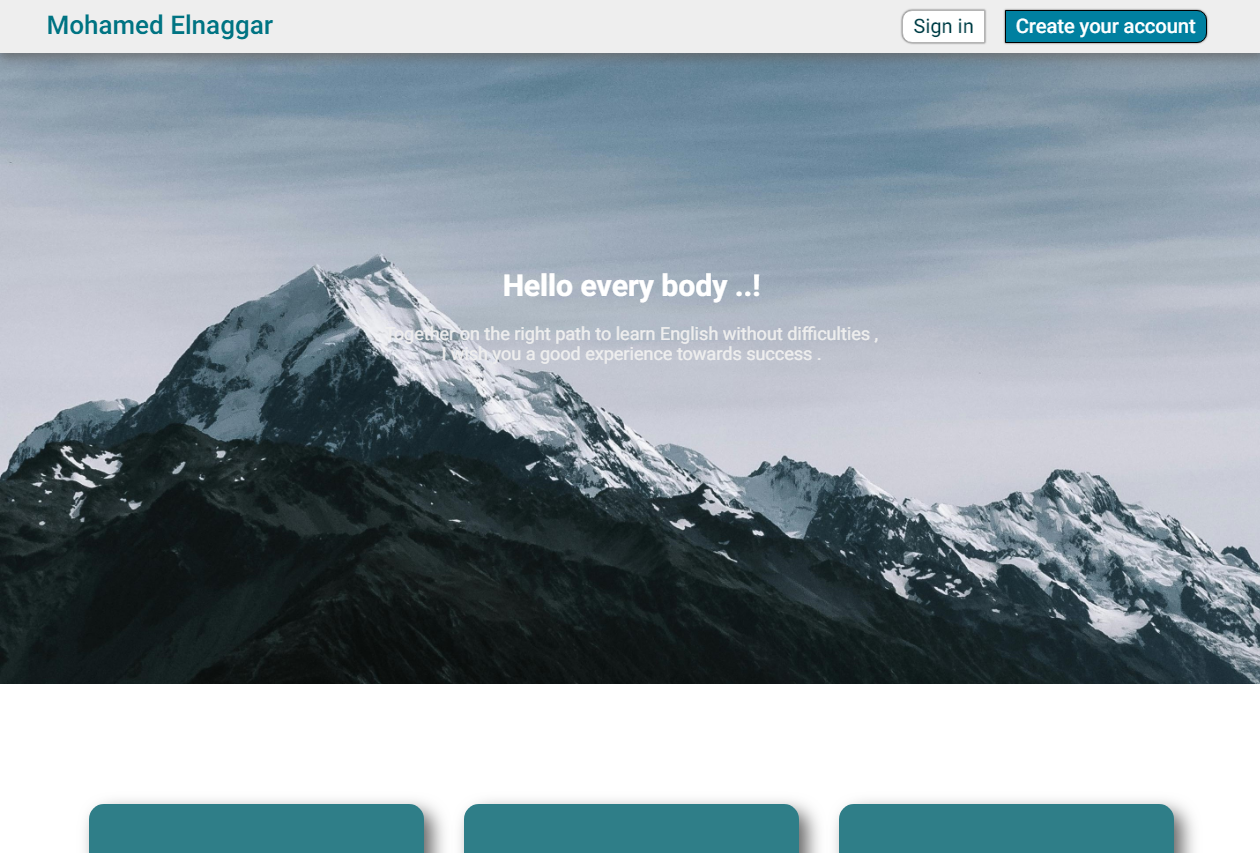 Mohamed Elnaggar
Sign in
Create your account
Hello every body ..!
Together on the right path to learn English without difficulties ,
I wish you a good experience towards success .